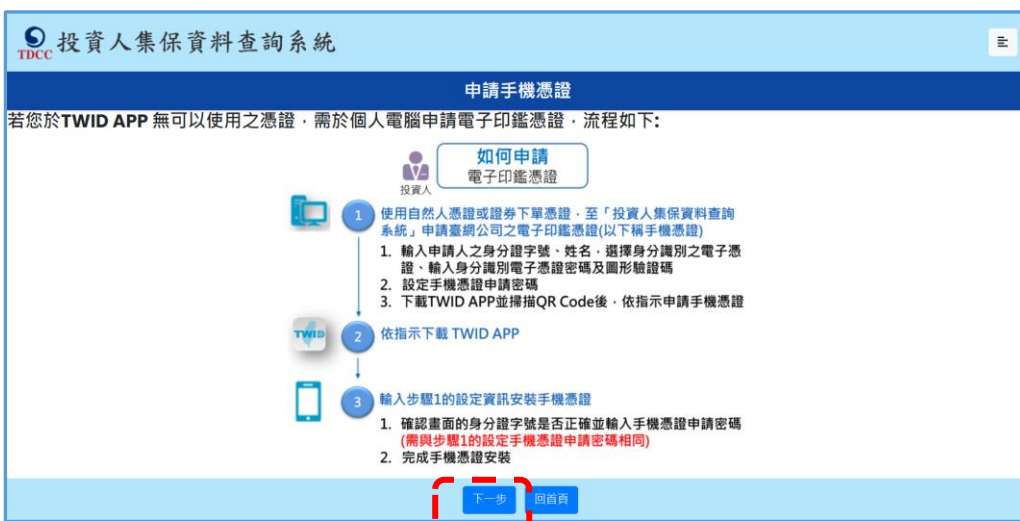 TDCC 投資人集保資料查詢系統
申請手機憑證
若您於TWID APP 無可以使用之憑證，需於個人電腦申請電子印鑑憑證，流程如下:
如何申請
電子印鑑憑證
投資人
1 使用自然人憑證或證券下單憑證，至「投資人集保資料查詢
系統」申請臺網公司之電子印鑑憑證(以下稱手機憑證)
1. 輸入申請人之身分證字號、姓名，選擇身分識別之電子憑
證、輸入身分識別電子憑證密碼及圖形驗證碼
2. 設定手機憑證申請密碼
3. 下載TWID APP並掃描QR Code後，依指示申請手機憑證
TWID 2 依指示下載 TWID APP
3 輸入步驟1的設定資訊安裝手機憑證
1. 確認畫面的身分證字號是否正確並輸入手機憑證申請密碼
(需與步驟1的設定手機憑證申請密碼相同)
2. 完成手機憑證安裝
下一步 回首頁